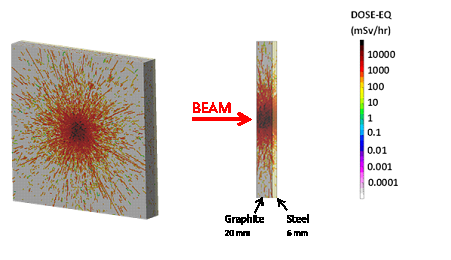 DOSE-EQ
(mSv/hr)
10000
1000
100
10
1
0.1
0.01
0.001
0.0001
BEAM
Graphite
20 mm
Steel
6 mm